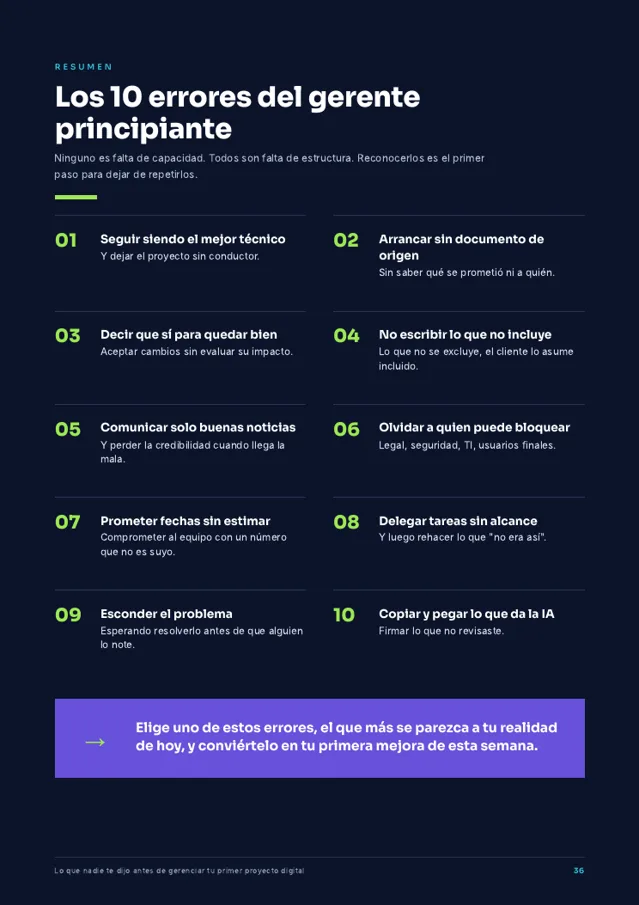 RESUMEN
Los 10 errores del gerente
principiante
Ninguno es falta de capacidad. Todos son falta de estructura. Reconocerlos es el primer
paso para dejar de repetirlos.
01
Seguir siendo el mejor técnico
Y dejar el proyecto sin conductor.
02
Arrancar sin documento de
origen
Sin saber qué se prometió ni a quién.
03
Decir que sí para quedar bien
Aceptar cambios sin evaluar su impacto.
04
No escribir lo que no incluye
Lo que no se excluye, el cliente lo asume
incluido.
05
Comunicar solo buenas noticias
Y perder la credibilidad cuando llega la
mala.
06
Olvidar a quien puede bloquear
Legal, seguridad, TI, usuarios finales.
07
Prometer fechas sin estimar
Comprometer al equipo con un número
que no es suyo.
08
Delegar tareas sin alcance
Y luego rehacer lo que "no era así".
09
Esconder el problema
Esperando resolverlo antes de que alguien
lo note.
10
Copiar y pegar lo que da la IA
Firmar lo que no revisaste.
→
Elige uno de estos errores, el que más se parezca a tu realidad
de hoy, y conviértelo en tu primera mejora de esta semana.
Lo que nadie te dijo antes de gerenciar tu primer proyecto digital
36